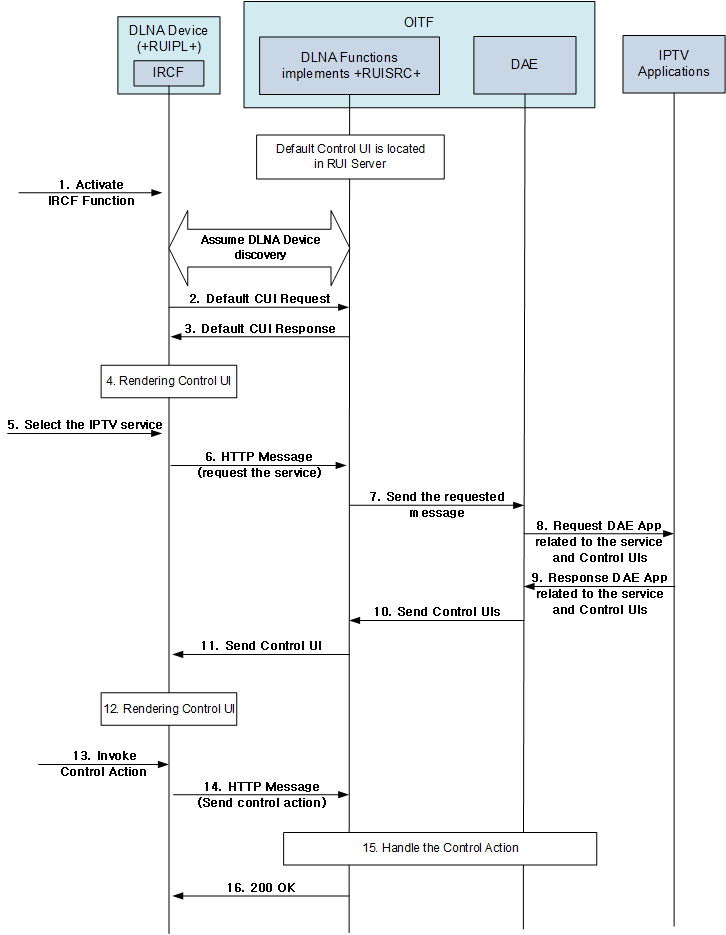 OITF
DLNA Device
(+RUIPL+)
IRCF
DLNA Functions
implements +RUISRC+
DAE
IPTV
Applications
Default Control UI is located
in RUI Server
1. Activate
IRCF Function
Assume DLNA Device
discovery
2. Default CUI Request
3. Default CUI Response
4. Rendering Control UI
5. Select the IPTV service
6. HTTP Message
(request the service)
7. Send the requested
message
8. Request DAE App
related to the service
and Control UIs
9. Response DAE App
related to the service
and Control UIs
10. Send Control UIs
11. Send Control UI
12. Rendering Control UI
13. Invoke
Control Action
14. HTTP Message
(Send control action)
15. Handle the Control Action
16. 200 OK